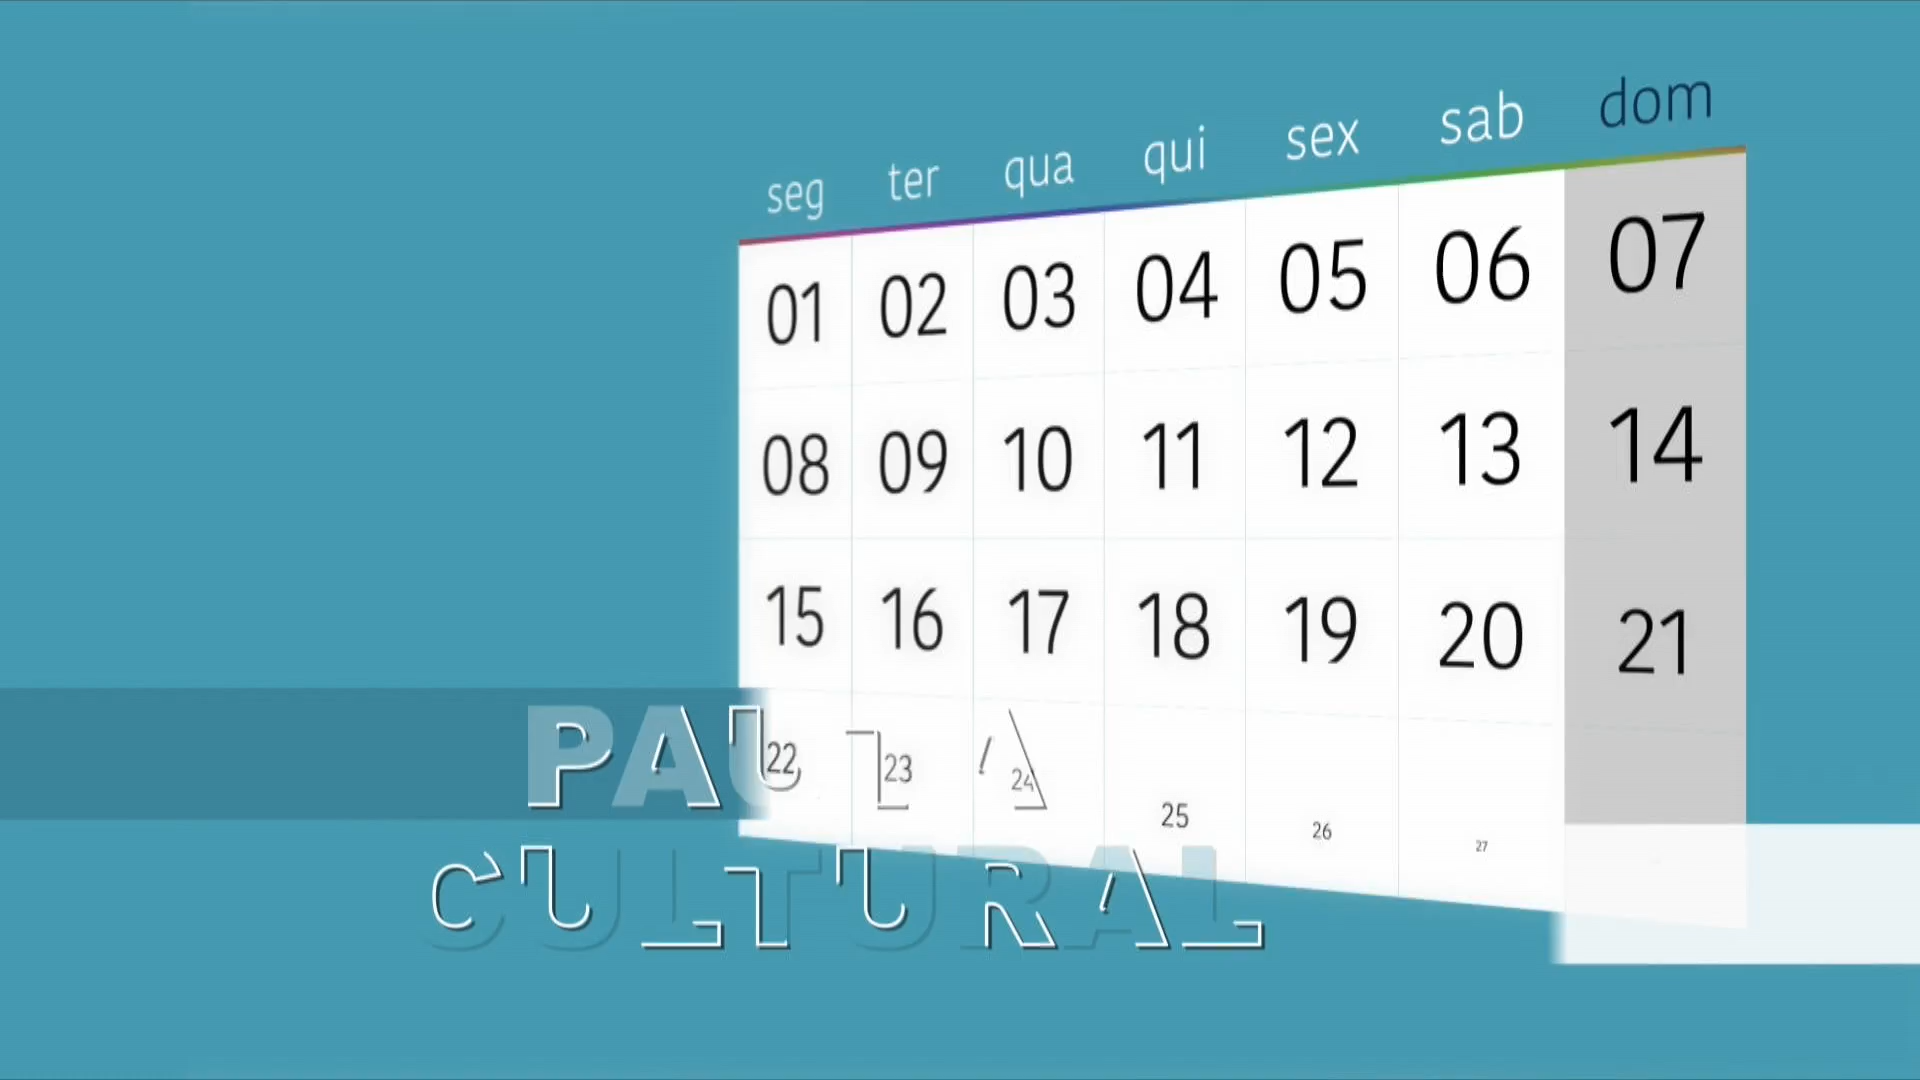 seg ter qua qui sex sab dom
01 02 03 04 05 06 07
08 09 10 11 12 13 14
15 16 17 18 19 20 21
22 23 24 25 26 27
PAUTA
CULTURAL